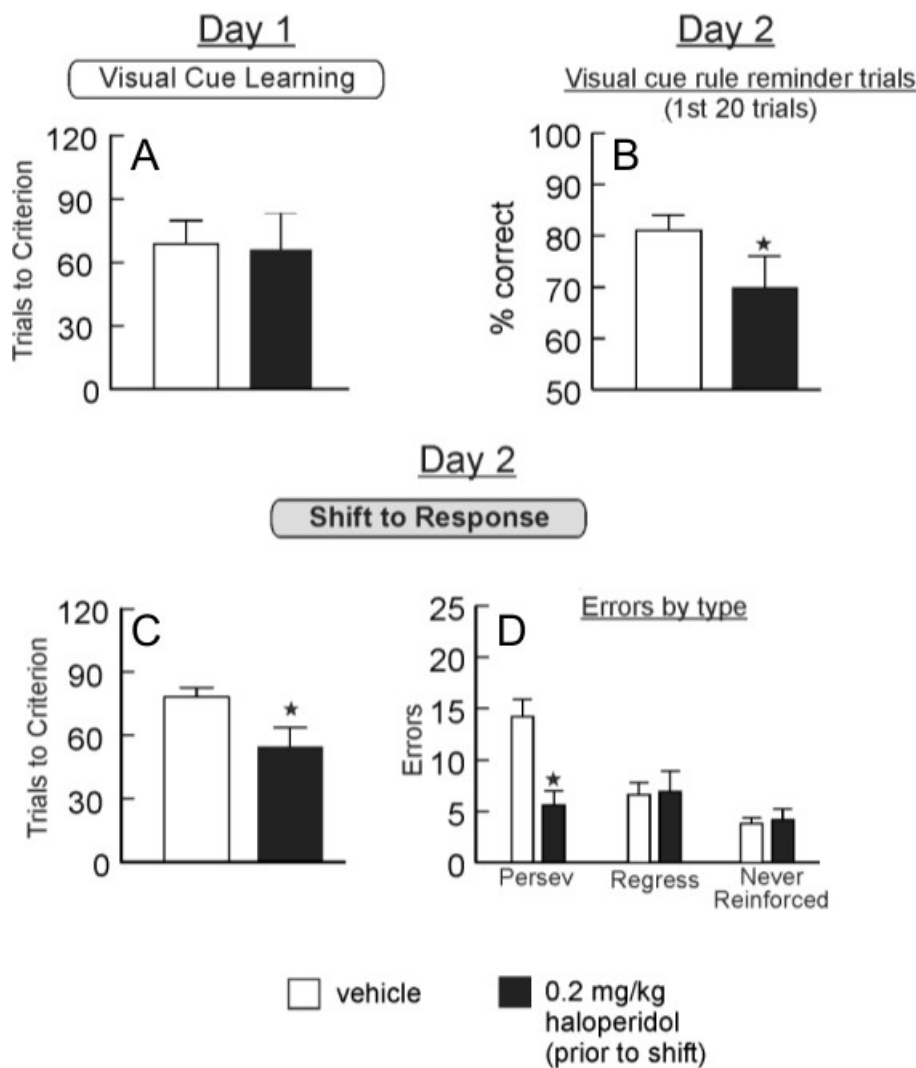 Day 1
Visual Cue Learning
Day 2
Visual cue rule reminder trials
(1st 20 trials)
A
Trials to Criterion
120
90
60
30
0
B
% correct
100
90
80
70
60
50
★
Day 2
Shift to Response
C
Trials to Criterion
120
90
60
30
0
★
D
Errors by type
Errors
25
20
15
10
5
0
★
Persev
Regress
Never
Reinforced
vehicle
0.2 mg/kg
haloperidol
(prior to shift)